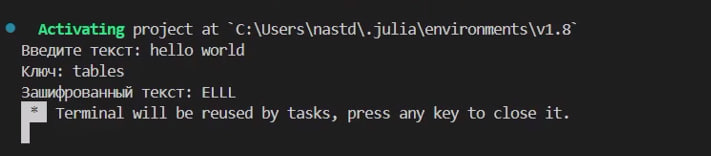 Activating project at `C:\Users\nastd\.julia\environments\v1.8`
Введите текст: hello world
Ключ: tables
Зашифрованный текст: ELLL
* Terminal will be reused by tasks, press any key to close it.